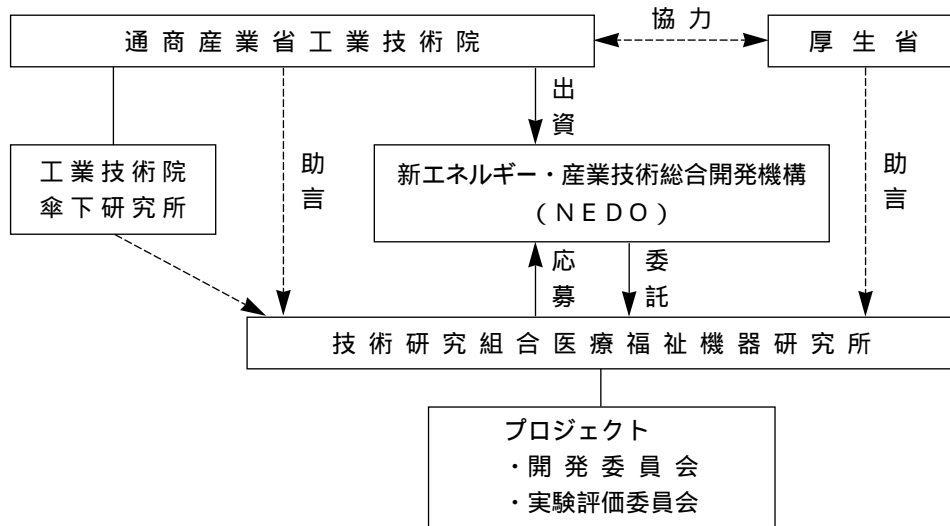 協力
通商産業省工業技術院
厚生省
出資
工業技術院
傘下研究所
助言
新エネルギー・産業技術総合開発機構
(NEDO)
助言
応募
委託
技術研究組合医療福祉機器研究所
プロジェクト
・開発委員会
・実験評価委員会